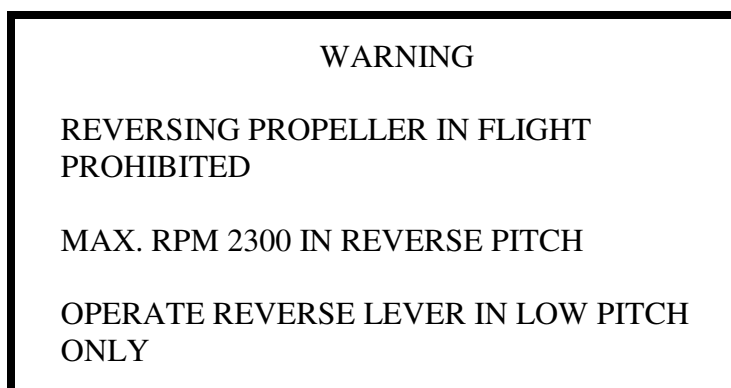 WARNING
REVERSING PROPELLER IN FLIGHT
PROHIBITED
MAX. RPM 2300 IN REVERSE PITCH
OPERATE REVERSE LEVER IN LOW PITCH
ONLY